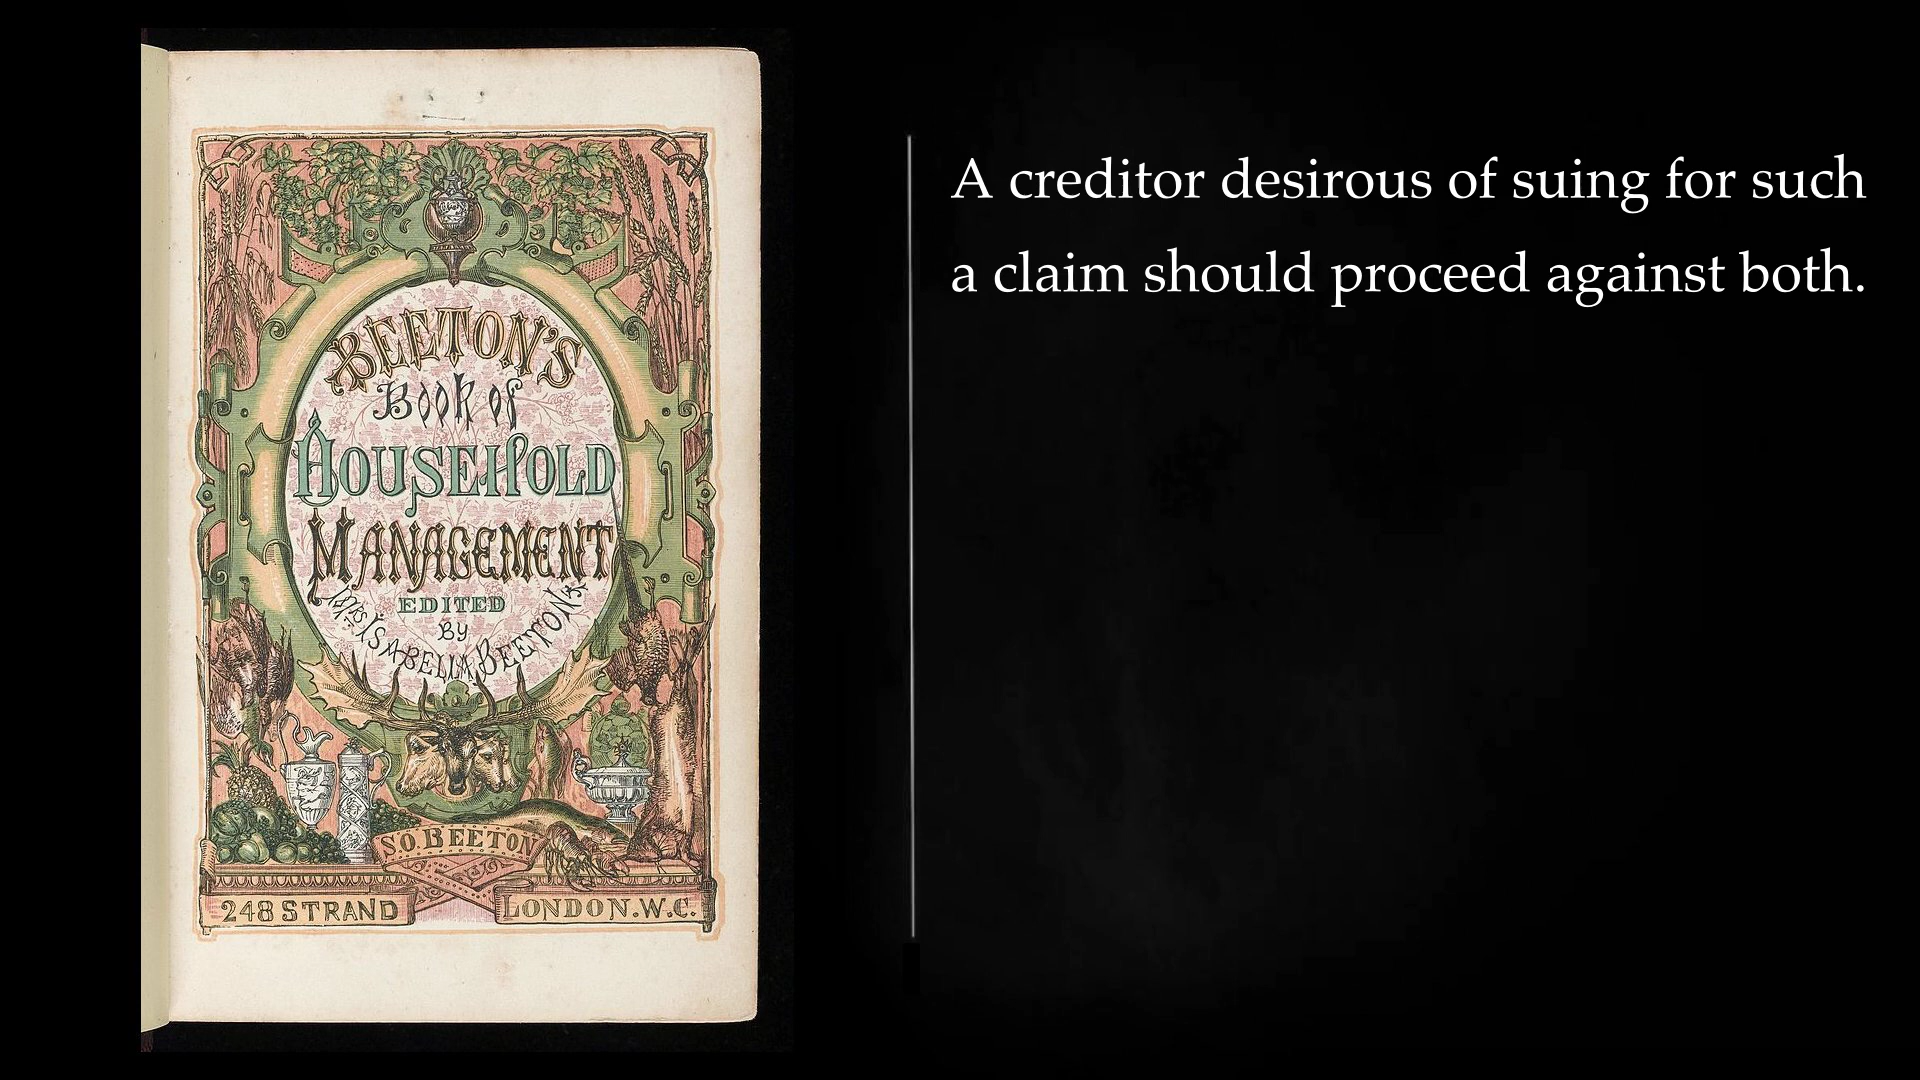 BEETON'S
Book of
HOUSEHOLD
MANAGEMENT
EDITED
BY
MRS ISABELLA BEETON
S.O. BEETON
248 STRAND
LONDON.W.C.
A creditor desirous of suing for such
a claim should proceed against both.